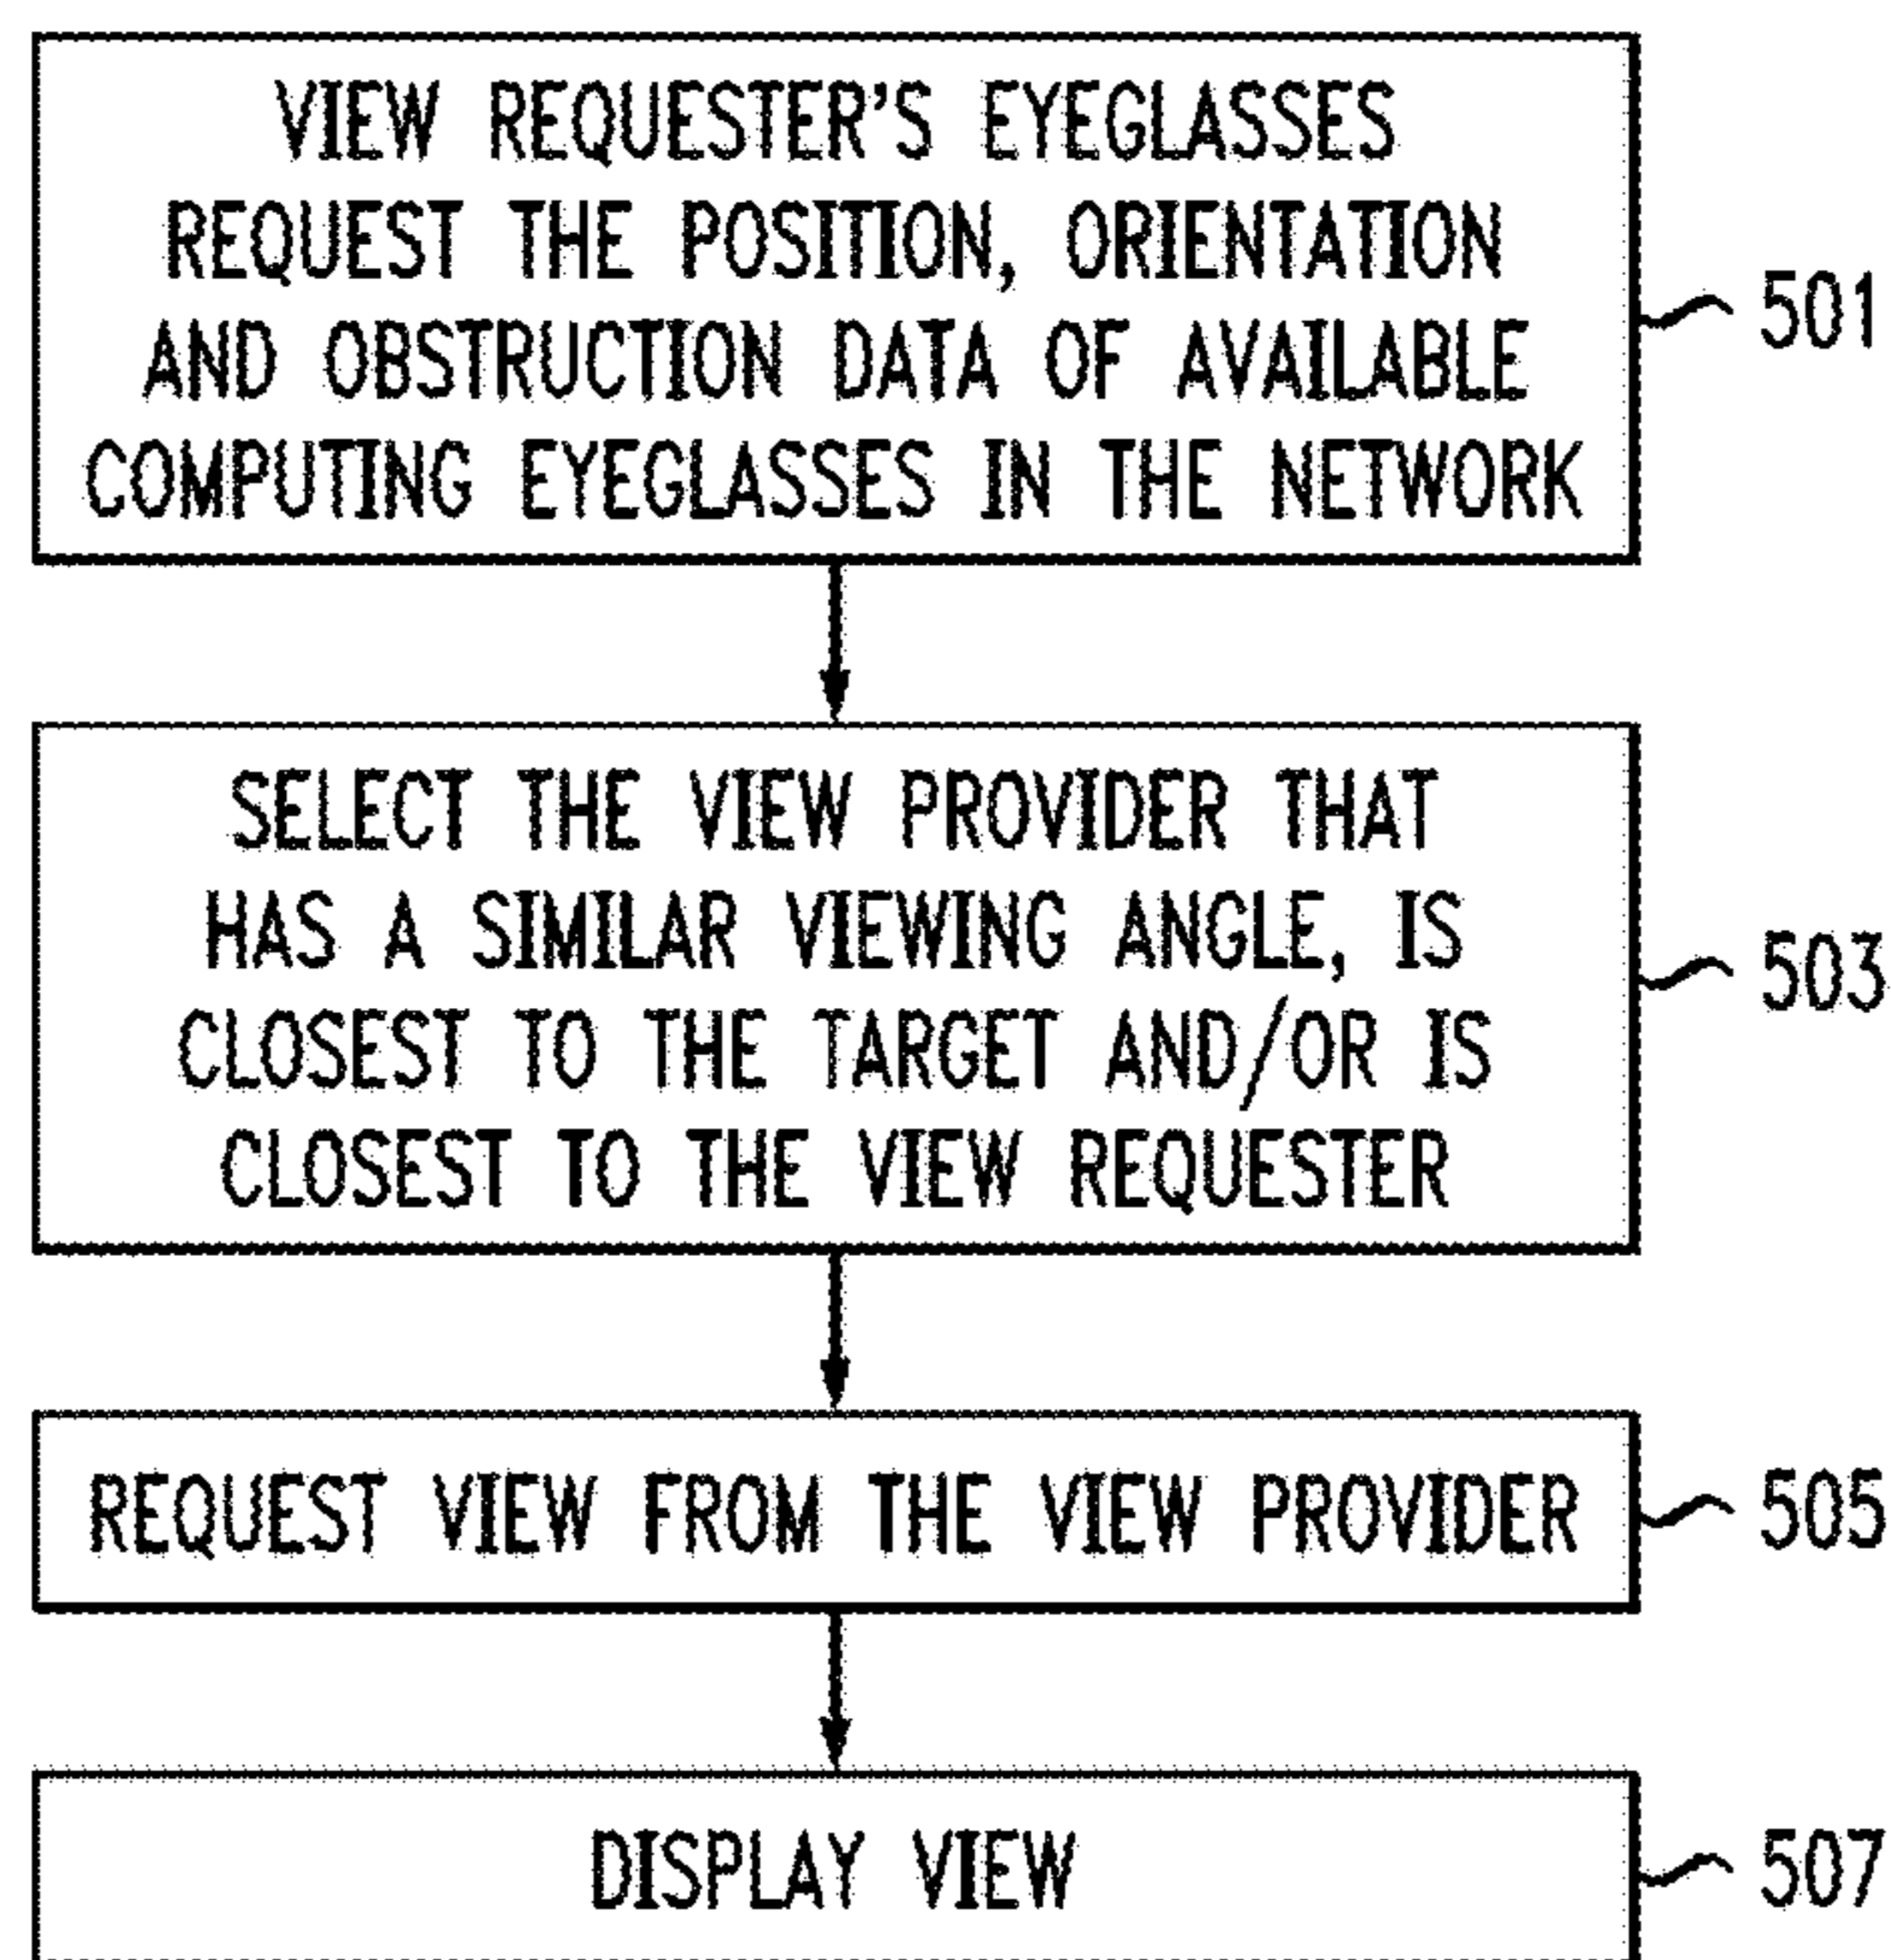 VIEW REQUESTER'S EYEGLASSES
REQUEST THE POSITION, ORIENTATION
AND OBSTRUCTION DATA OF AVAILABLE
COMPUTING EYEGLASSES IN THE NETWORK
501
SELECT THE VIEW PROVIDER THAT
HAS A SIMILAR VIEWING ANGLE, IS
CLOSEST TO THE TARGET AND/OR IS
CLOSEST TO THE VIEW REQUESTER
503
REQUEST VIEW FROM THE VIEW PROVIDER
505
DISPLAY VIEW
507